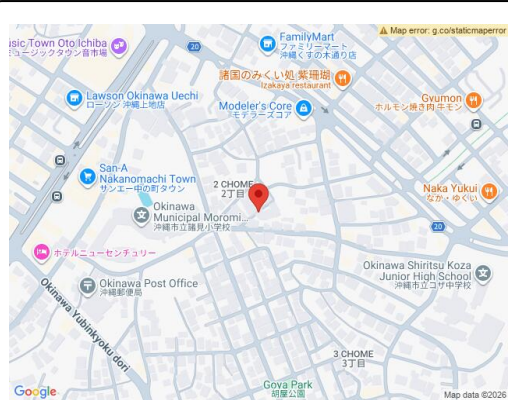 Map error: g.co/staticmaperror
FamilyMart
ファミリーマート
沖縄くすの木通り店
usic Town Oto Ichiba
ミュージックタウン音市場
20
諸国のみくい処 紫珊瑚
Izakaya restaurant
Lawson Okinawa Uechi
ローソン 沖縄上地店
Modeler's Core
モデラーズコア
Gyumon
ホルモン焼き肉 牛モン
San-A
Nakanomachi Town
サンエー中の町タウン
2 CHOME
2丁目
Naka Yukui
なか・ゆくい
Okinawa
Municipal Moromi...
沖縄市立諸見小学校
20
ホテルニューセンチュリー
Okinawa Shiritsu Koza
Junior High School
沖縄市立コザ中学校
Okinawa Post Office
沖縄郵便局
Okinawa Yubinkyoku dori
3 CHOME
3丁目
Goya Park
胡屋公園
Google
Map data ©2026